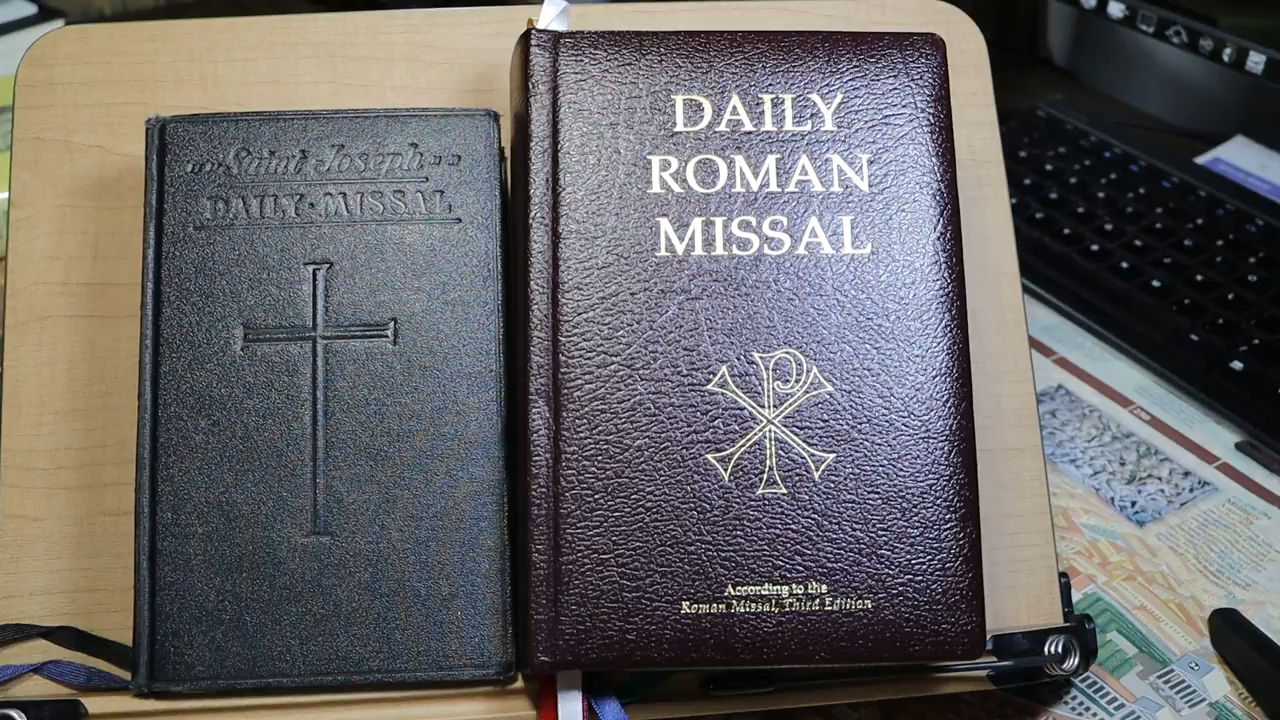 Saint Joseph
DAILY·MISSAL
DAILY
ROMAN
MISSAL
According to the
Roman Missal, Third Edition